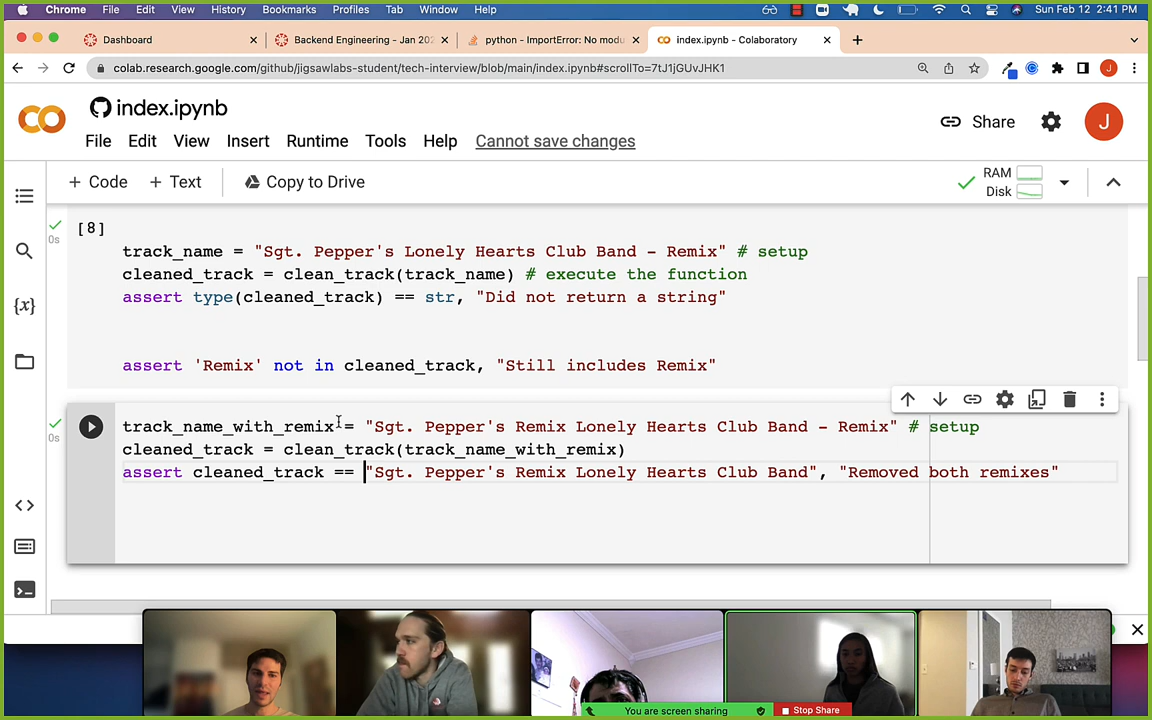 Chrome File Edit View History Bookmarks Profiles Tab Window Help Sun Feb 12 2:41 PM
Dashboard Backend Engineering - Jan 202 python - ImportError: No modu index.ipynb - Colaboratory
colab.research.google.com/github/jigsawlabs-student/tech-interview/blob/main/index.ipynb#scrollTo=7tJ1jGUvJHK1 J
index.ipynb
Share J
File Edit View Insert Runtime Tools Help Cannot save changes
+ Code + Text Copy to Drive
RAM
Disk
[8]
0s
track_name = "Sgt. Pepper's Lonely Hearts Club Band - Remix" # setup
cleaned_track = clean_track(track_name) # execute the function
assert type(cleaned_track) == str, "Did not return a string"
assert 'Remix' not in cleaned_track, "Still includes Remix"
0s
track_name_with_remix = "Sgt. Pepper's Remix Lonely Hearts Club Band - Remix" # setup
cleaned_track = clean_track(track_name_with_remix)
assert cleaned_track == "Sgt. Pepper's Remix Lonely Hearts Club Band", "Removed both remixes"
You are screen sharing Stop Share